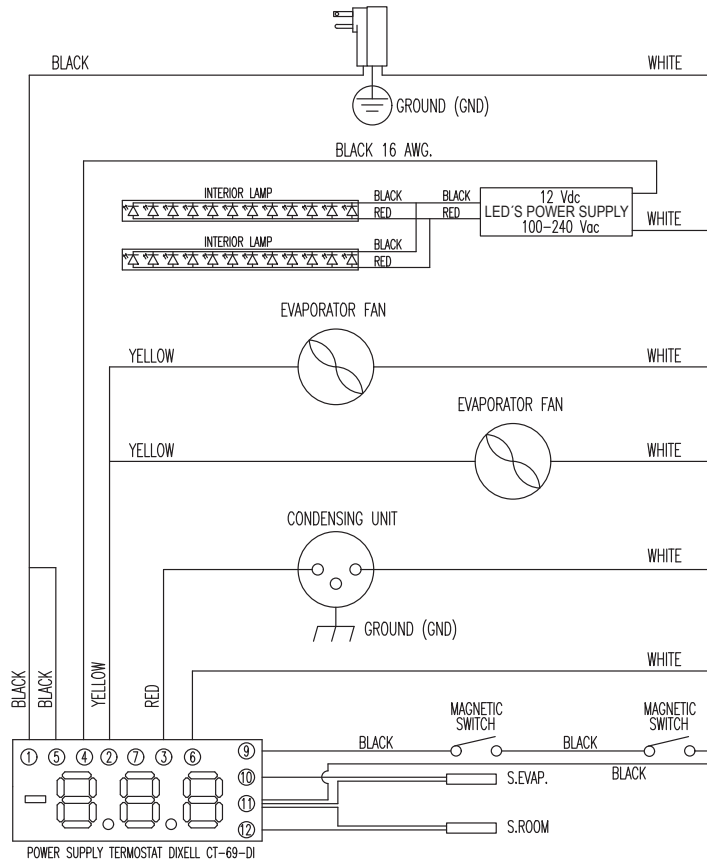 BLACK WHITE
GROUND (GND)
BLACK 16 AWG.
INTERIOR LAMP BLACK BLACK
RED RED
12 Vdc
LED´S POWER SUPPLY
100-240 Vac
WHITE
INTERIOR LAMP BLACK
RED
EVAPORATOR FAN
YELLOW WHITE
EVAPORATOR FAN
YELLOW WHITE
CONDENSING UNIT
WHITE
GROUND (GND)
WHITE
BLACK
BLACK
YELLOW
RED
MAGNETIC
SWITCH
MAGNETIC
SWITCH
BLACK BLACK
BLACK
1 5 4 2 7 3 6 9
10 S.EVAP.
11
12 S.ROOM
-8.8.8
POWER SUPPLY TERMOSTAT DIXELL CT-69-DI